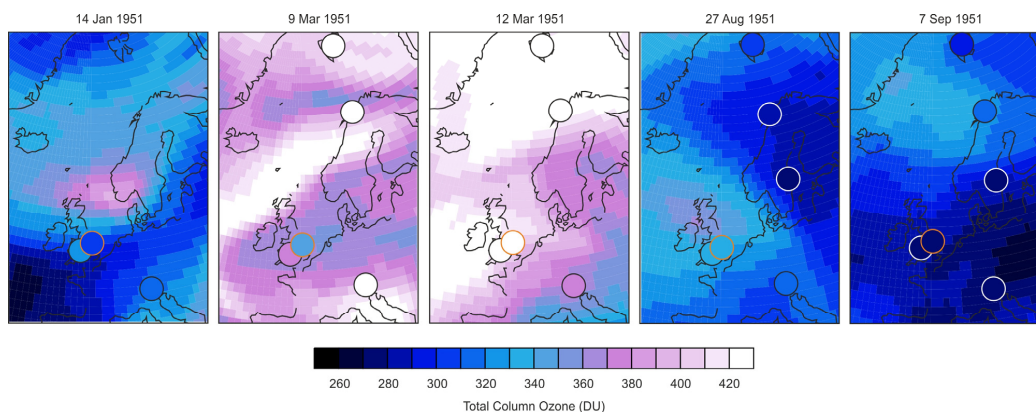 14 Jan 1951 9 Mar 1951 12 Mar 1951 27 Aug 1951 7 Sep 1951
260 280 300 320 340 360 380 400 420
Total Column Ozone (DU)